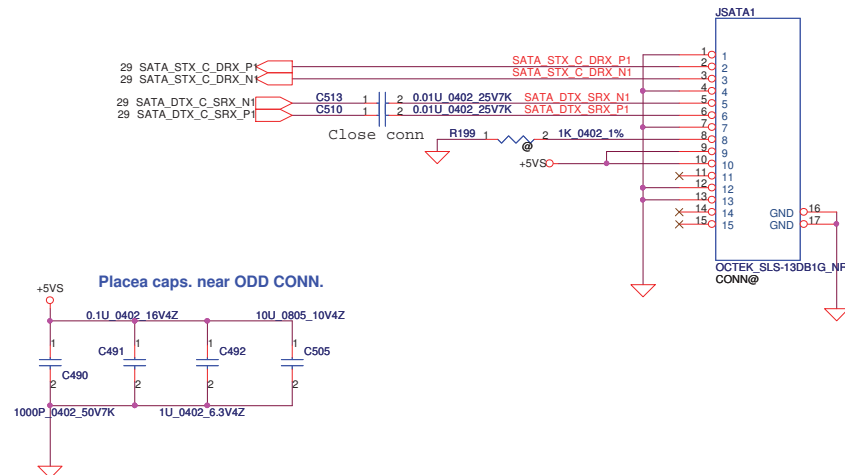 JSATA1
29 SATA_STX_C_DRX_P1 SATA_STX_C_DRX_P1 1 1
29 SATA_STX_C_DRX_N1 SATA_STX_C_DRX_N1 2 2
3 3
4 4
29 SATA_DTX_C_SRX_N1 C513 1 2 0.01U_0402_25V7K SATA_DTX_SRX_N1 5 5
29 SATA_DTX_C_SRX_P1 C510 1 2 0.01U_0402_25V7K SATA_DTX_SRX_P1 6 6
Close conn 7 7
R199 1 2 1K_0402_1% 8 8
@ 9 9
+5VS 10 10
11 11
12 12
13 13
14 14 GND 16
15 15 GND 17
OCTEK_SLS-13DB1G_NR
CONN@
Placea caps. near ODD CONN.
+5VS
0.1U_0402_16V4Z 10U_0805_10V4Z
1 1 1 1
C491 C492 C505
C490
2 2 2 2
1000P_0402_50V7K 1U_0402_6.3V4Z